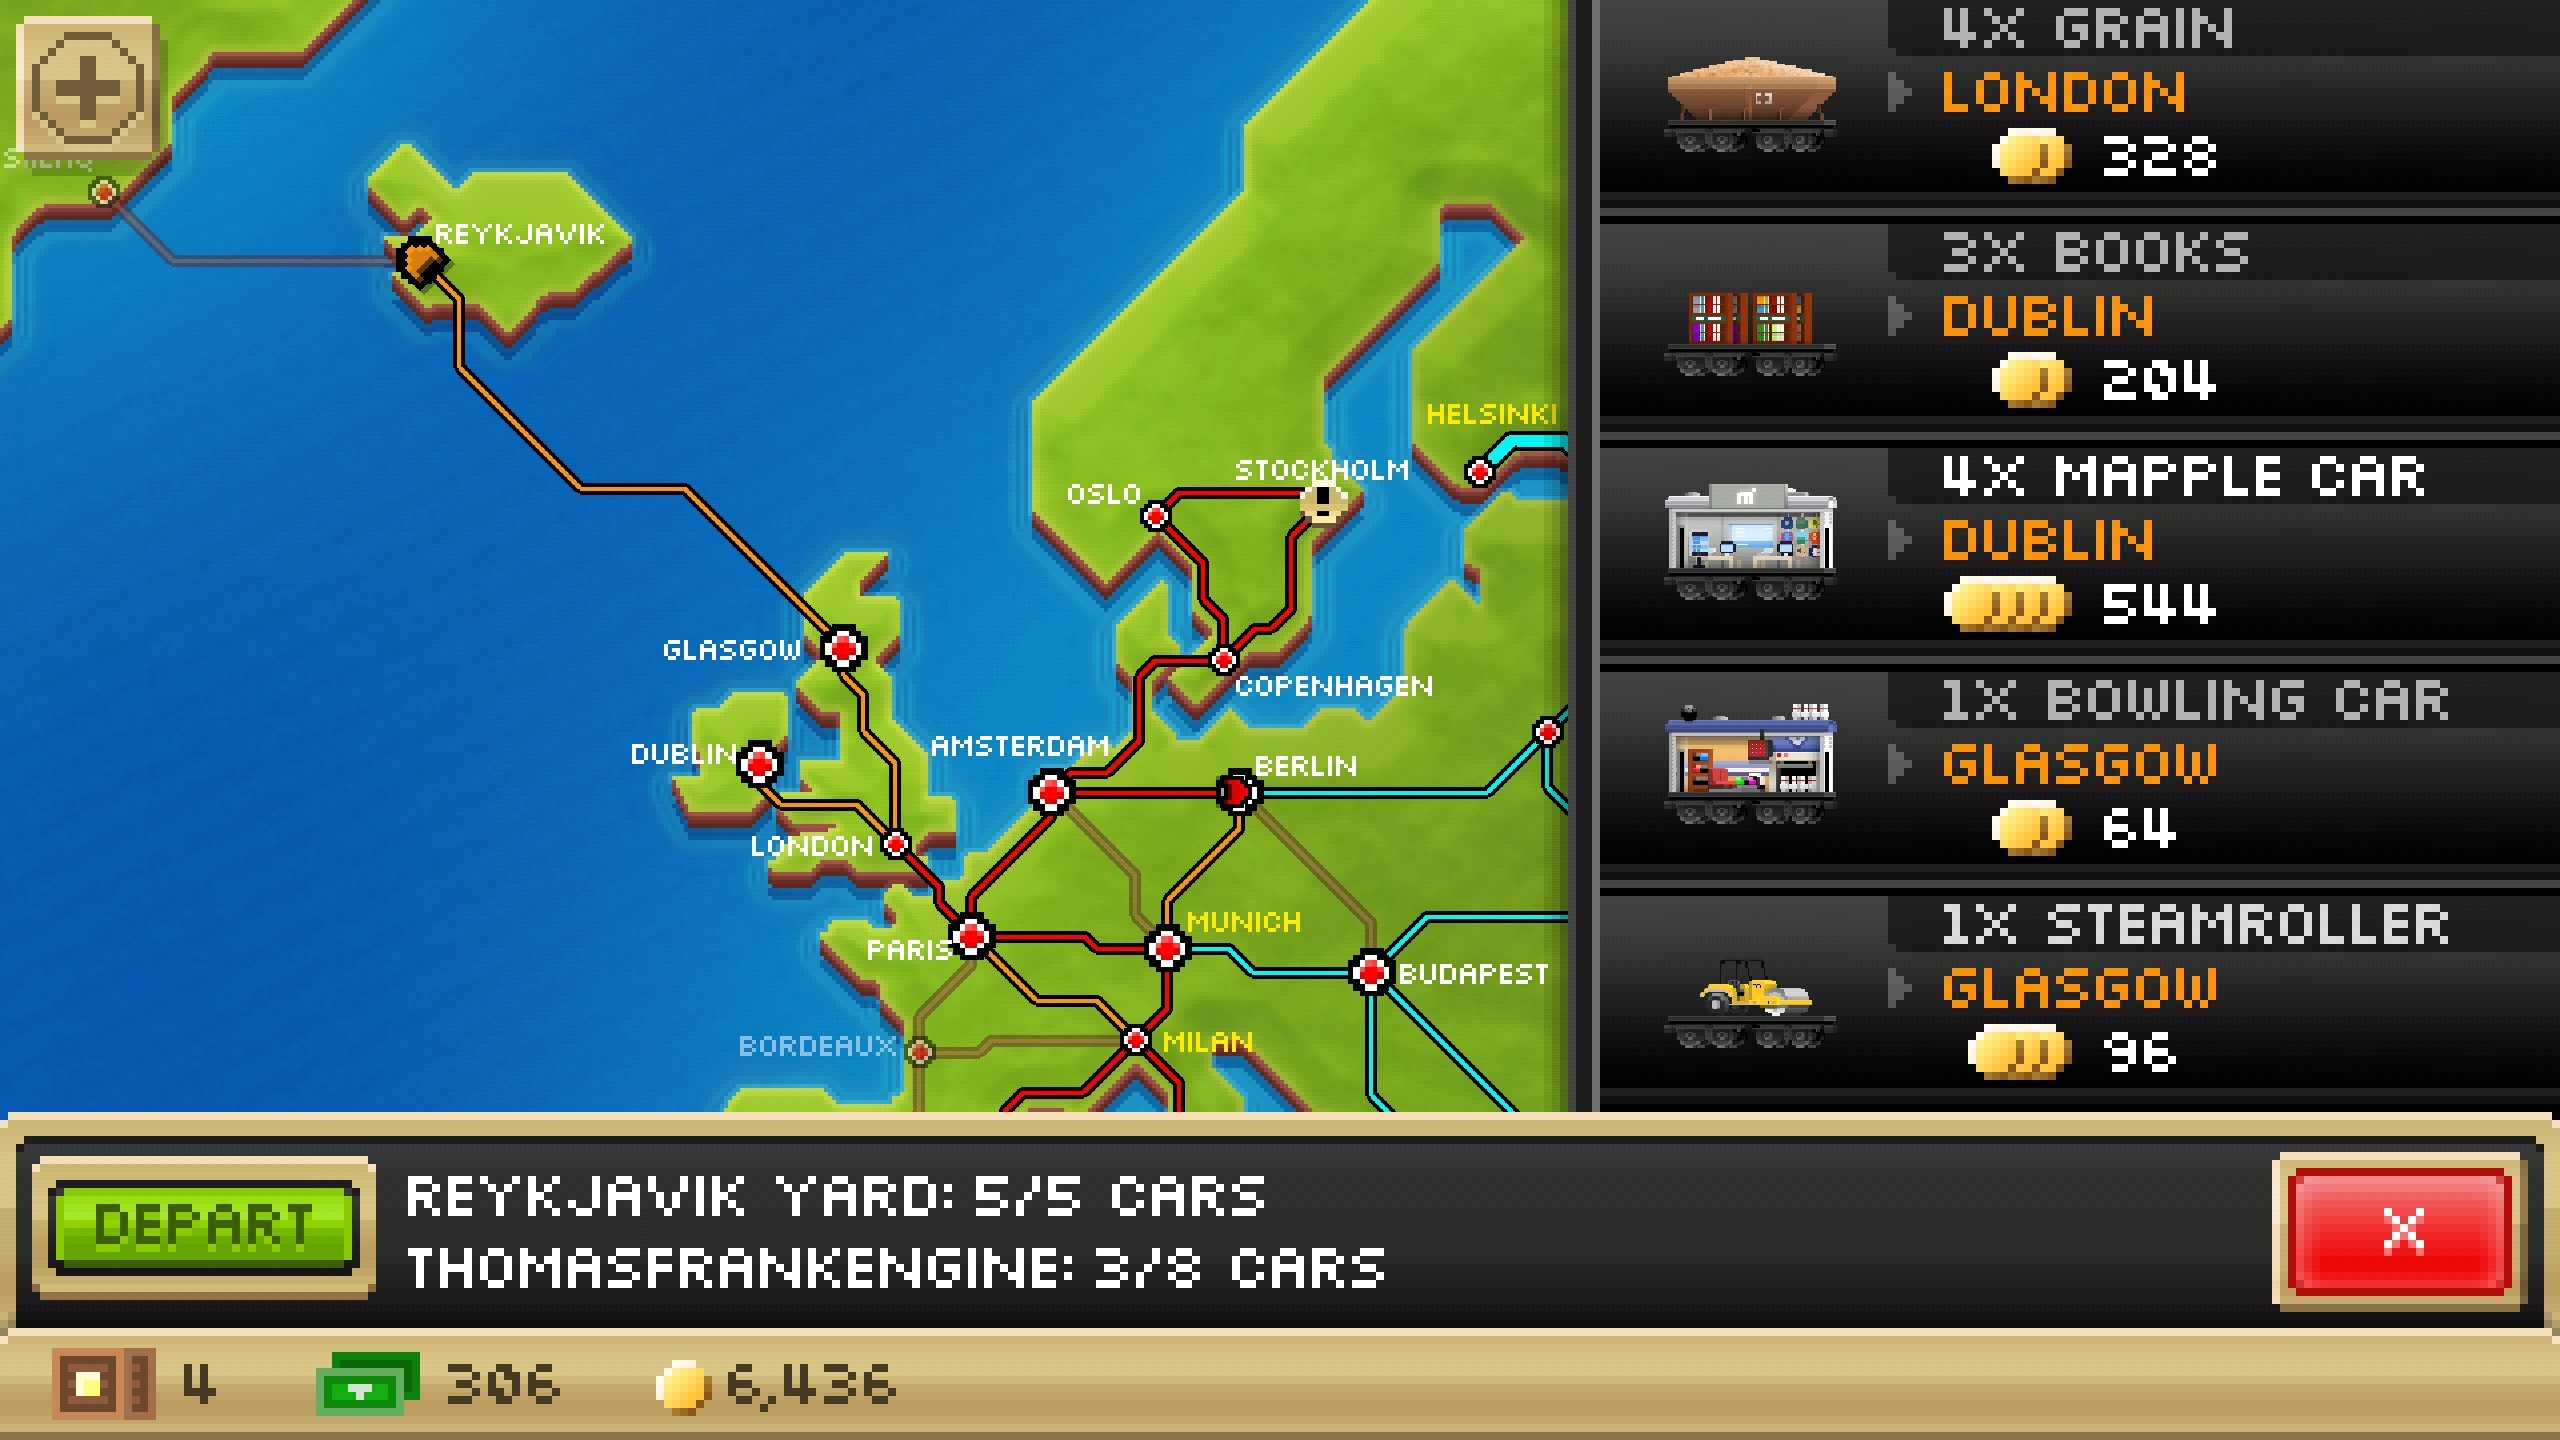 REYKJAVIK
HELSINKI
STOCKHOLM
OSLO
GLASGOW
COPENHAGEN
AMSTERDAM
DUBLIN
BERLIN
LONDON
MUNICH
PARIS
BUDAPEST
BORDEAUX
MILAN
4X GRAIN
LONDON
328
3X BOOKS
DUBLIN
204
4X MAPPLE CAR
DUBLIN
544
1X BOWLING CAR
GLASGOW
64
1X STEAMROLLER
GLASGOW
96
DEPART
REYKJAVIK YARD: 5/5 CARS
THOMASFRANKENGINE: 3/8 CARS
X
4
306
6,436